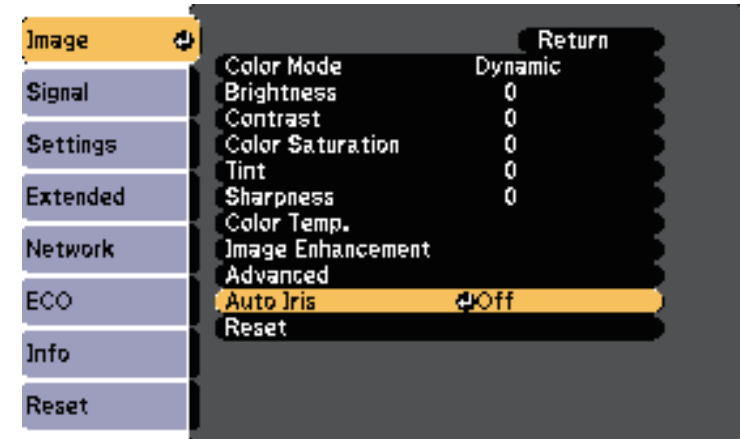 Image
Signal
Settings
Extended
Network
ECO
Info
Reset
Return
Color Mode Dynamic
Brightness 0
Contrast 0
Color Saturation 0
Tint 0
Sharpness 0
Color Temp.
Image Enhancement
Advanced
Auto Iris Off
Reset